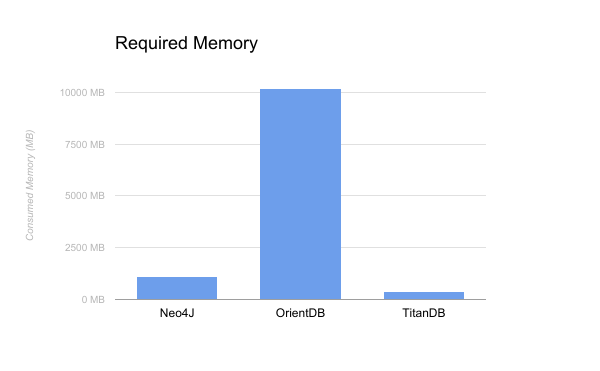 Required Memory
Consumed Memory (MB)
10000 MB
7500 MB
5000 MB
2500 MB
0 MB
Neo4J
OrientDB
TitanDB